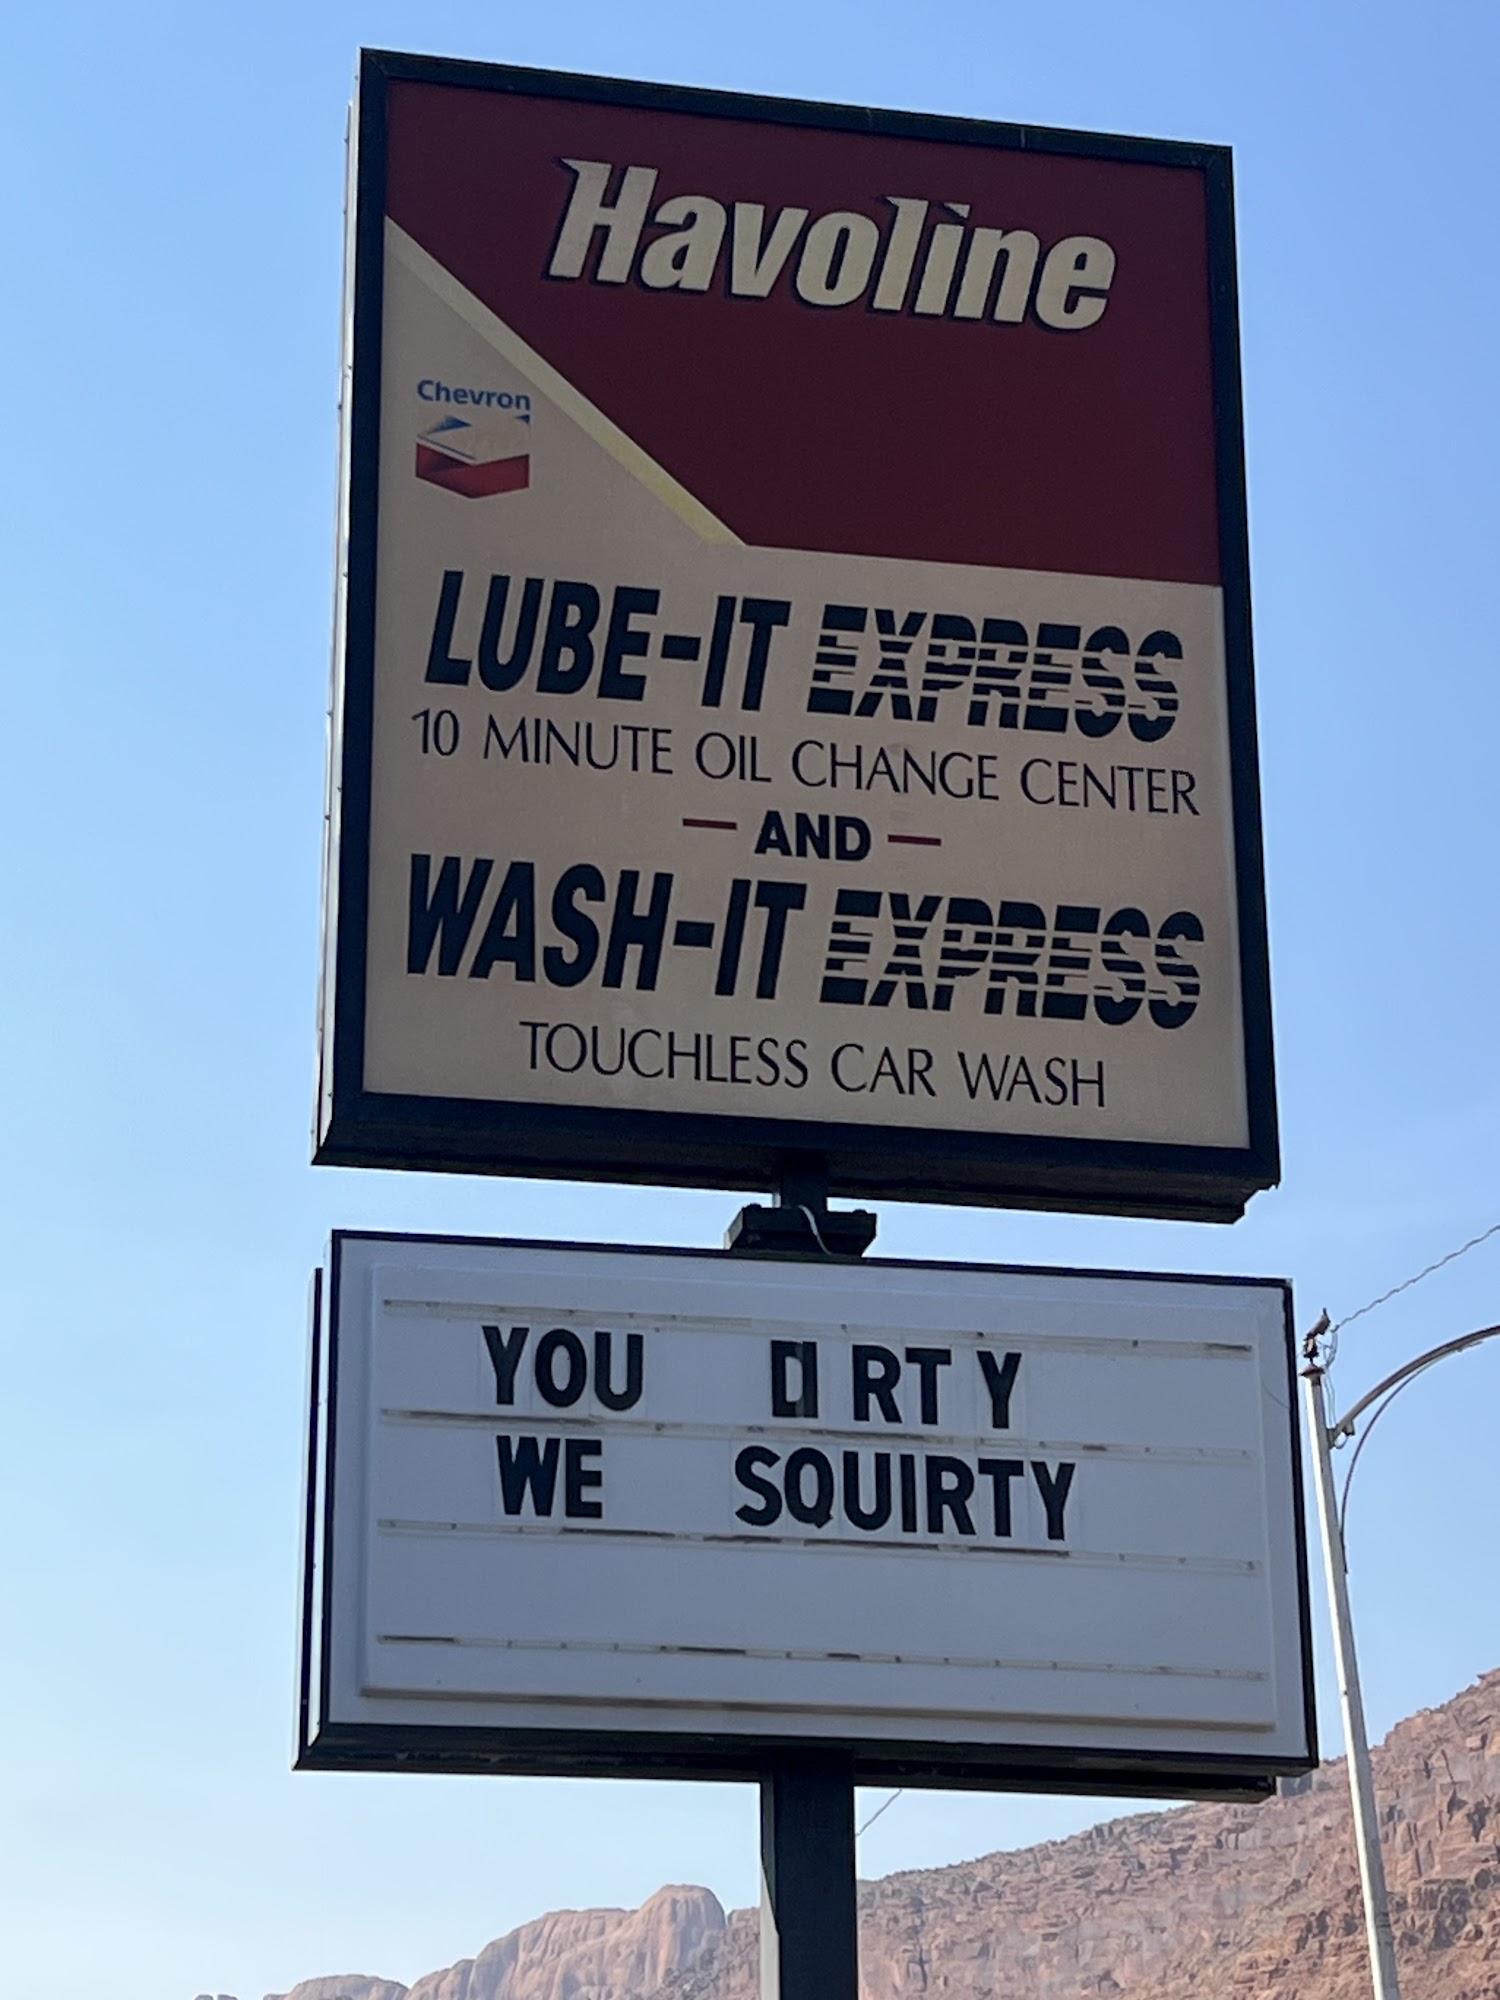 Havoline
Chevron
LUBE-IT EXPRESS
10 MINUTE OIL CHANGE CENTER
— AND —
WASH-IT EXPRESS
TOUCHLESS CAR WASH
YOU DIRTY
WE SQUIRTY